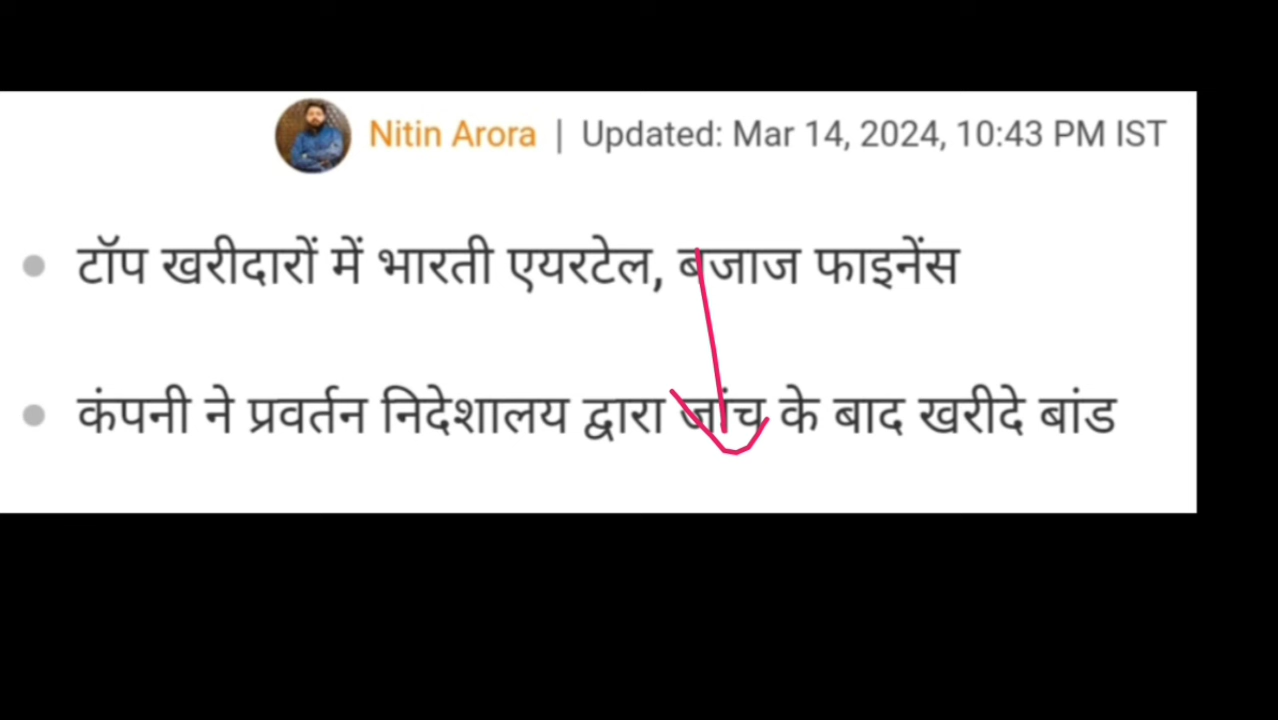 Nitin Arora | Updated: Mar 14, 2024, 10:43 PM IST
टॉप खरीदारों में भारती एयरटेल, बजाज फाइनेंस
कंपनी ने प्रवर्तन निदेशालय द्वारा जांच के बाद खरीदे बांड